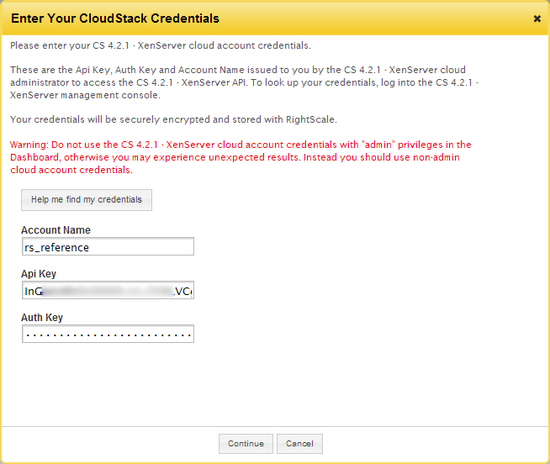 Enter Your CloudStack Credentials
Please enter your CS 4.2.1 - XenServer cloud account credentials.
These are the Api Key, Auth Key and Account Name issued to you by the CS 4.2.1 - XenServer cloud
administrator to access the CS 4.2.1 - XenServer API. To look up your credentials, log into the CS 4.2.1 -
XenServer management console.
Your credentials will be securely encrypted and stored with RightScale.
Warning: Do not use the CS 4.2.1 - XenServer cloud account credentials with "admin" privileges in the
Dashboard, otherwise you may experience unexpected results. Instead you should use non-admin
cloud account credentials.
Help me find my credentials
Account Name
rs_reference
Api Key
Auth Key
Continue
Cancel